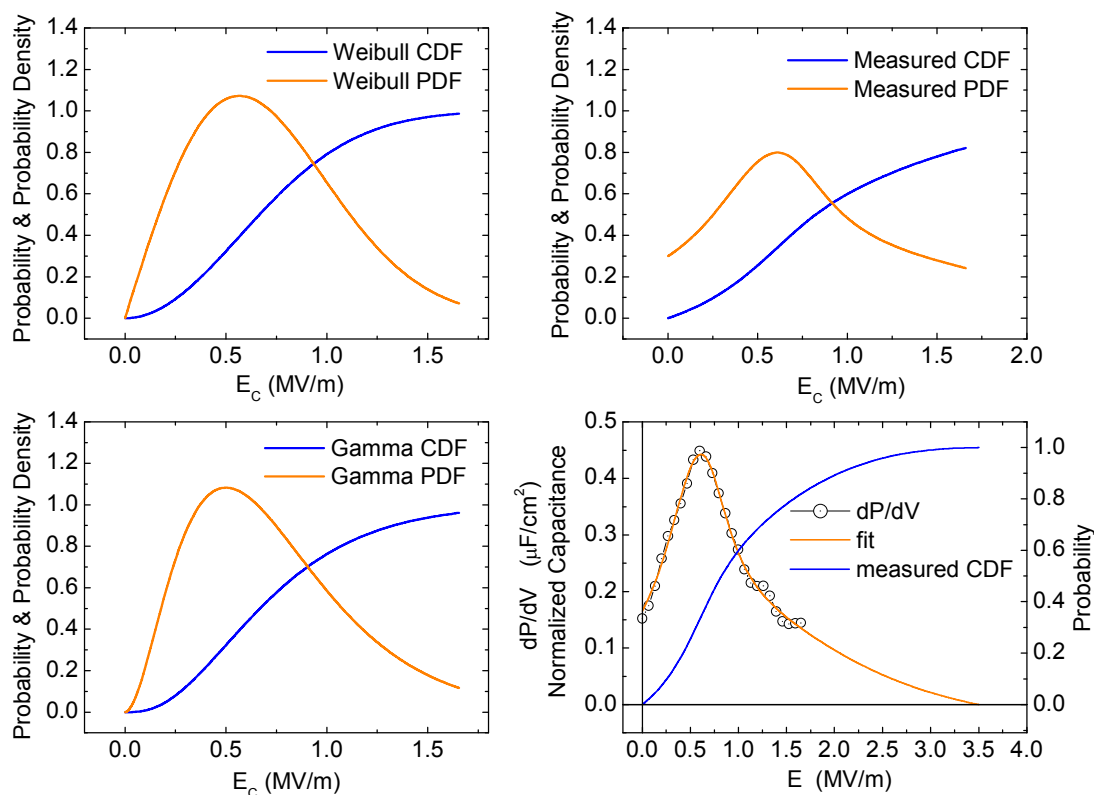 Probability & Probability Density
1.4
1.2
1.0
0.8
0.6
0.4
0.2
0.0
Weibull CDF
Weibull PDF
0.0 0.5 1.0 1.5
E_C (MV/m)
Probability & Probability Density
1.4
1.2
1.0
0.8
0.6
0.4
0.2
0.0
Measured CDF
Measured PDF
0.0 0.5 1.0 1.5 2.0
E_C (MV/m)
Probability & Probability Density
1.4
1.2
1.0
0.8
0.6
0.4
0.2
0.0
Gamma CDF
Gamma PDF
0.0 0.5 1.0 1.5
E_C (MV/m)
dP/dV (μF/cm²)
Normalized Capacitance
0.5
0.4
0.3
0.2
0.1
0.0
dP/dV
fit
measured CDF
1.0
0.8
0.6
0.4
0.2
0.0
Probability
0.0 0.5 1.0 1.5 2.0 2.5 3.0 3.5 4.0
E (MV/m)